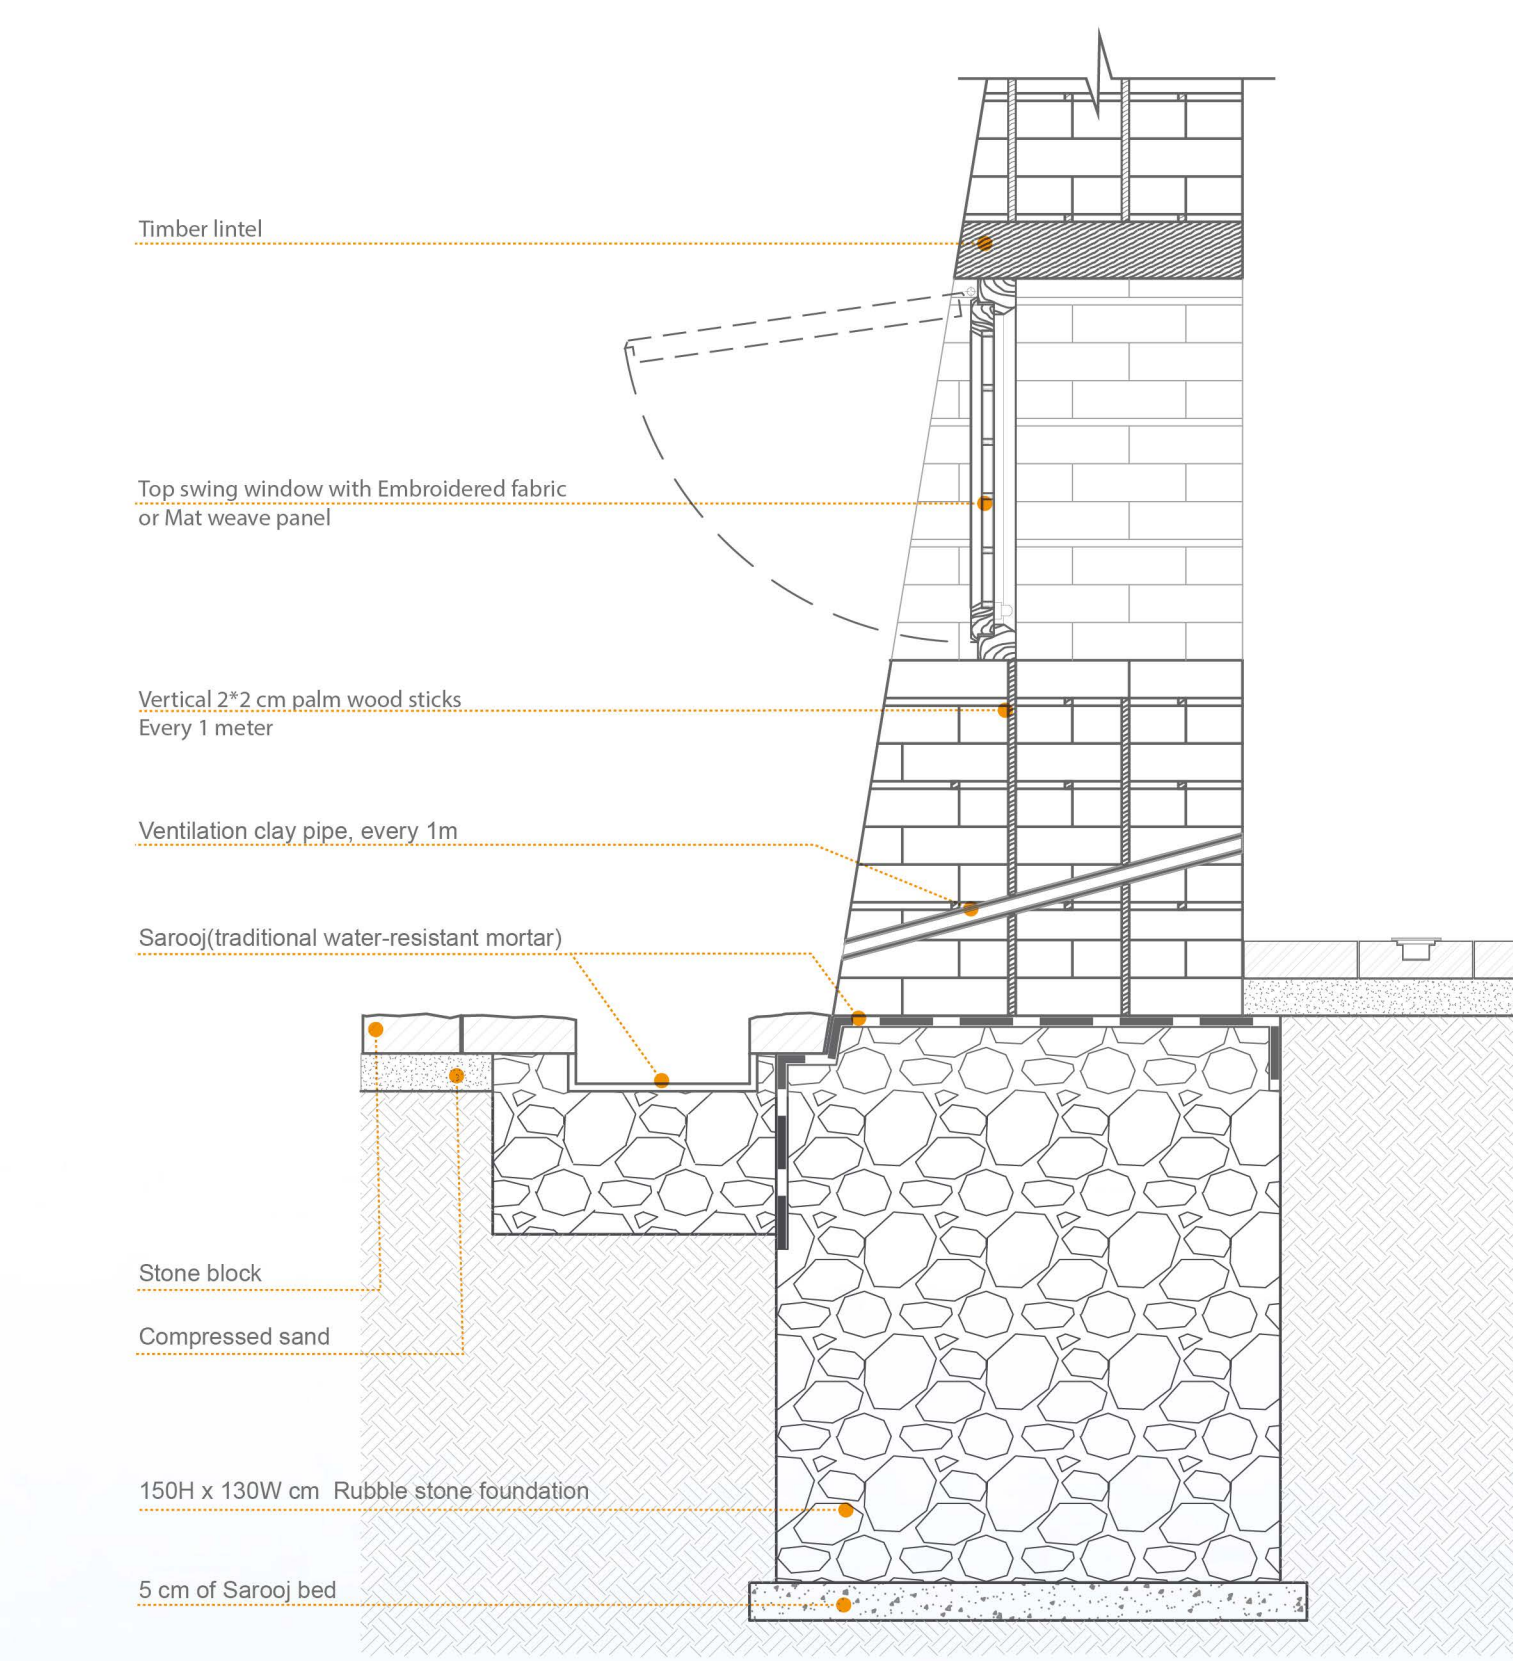 Timber lintel
Top swing window with Embroidered fabric
or Mat weave panel
Vertical 2*2 cm palm wood sticks
Every 1 meter
Ventilation clay pipe, every 1m
Sarooj(traditional water-resistant mortar)
Stone block
Compressed sand
150H x 130W cm  Rubble stone foundation
5 cm of Sarooj bed